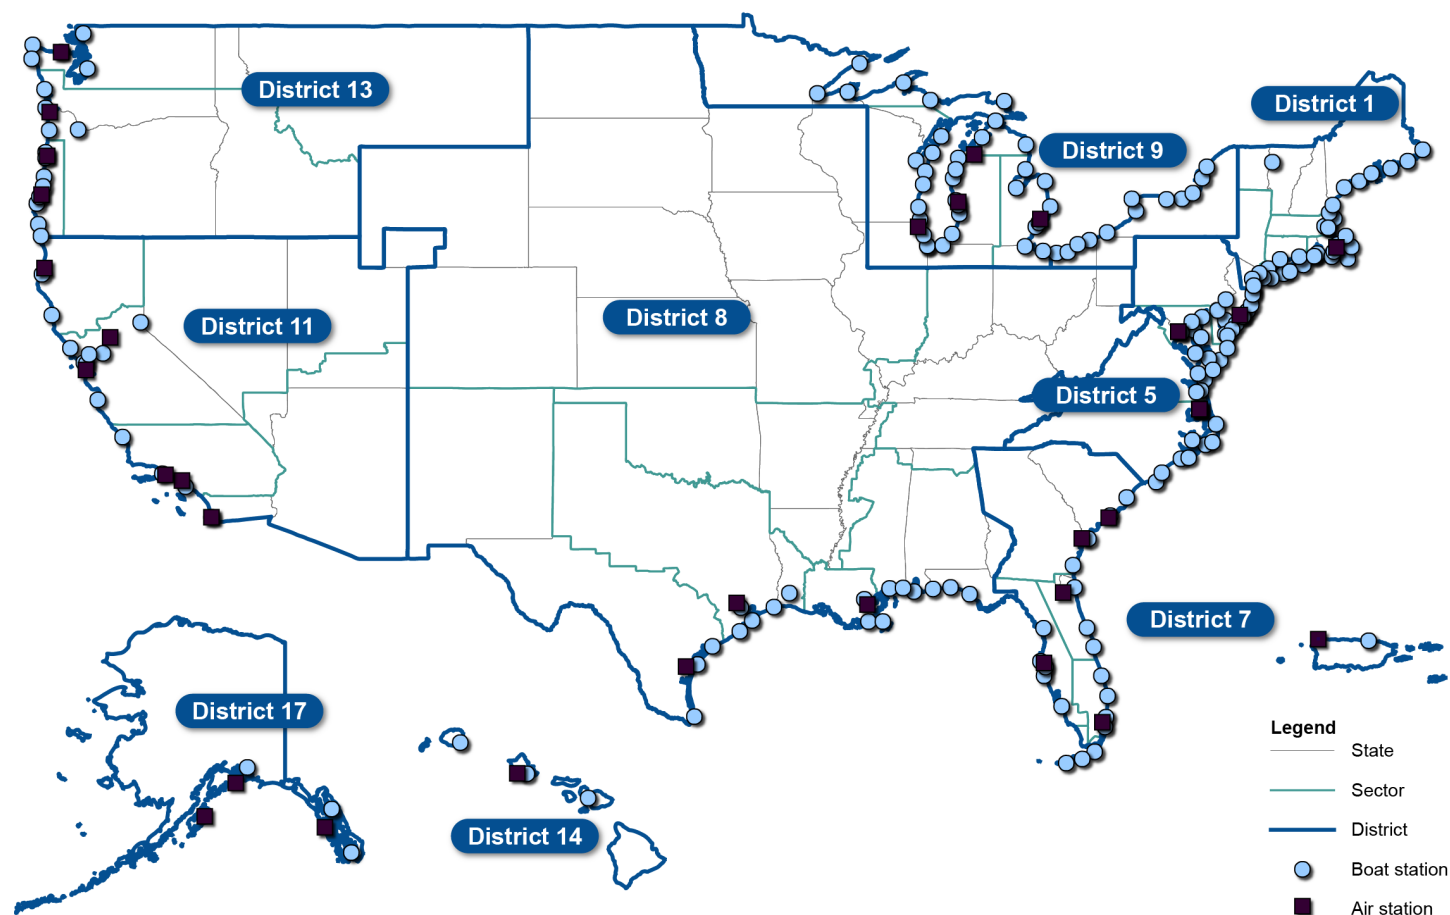 District 13
District 1
District 9
District 11
District 8
District 5
District 7
District 17
District 14
Legend
State
Sector
District
Boat station
Air station